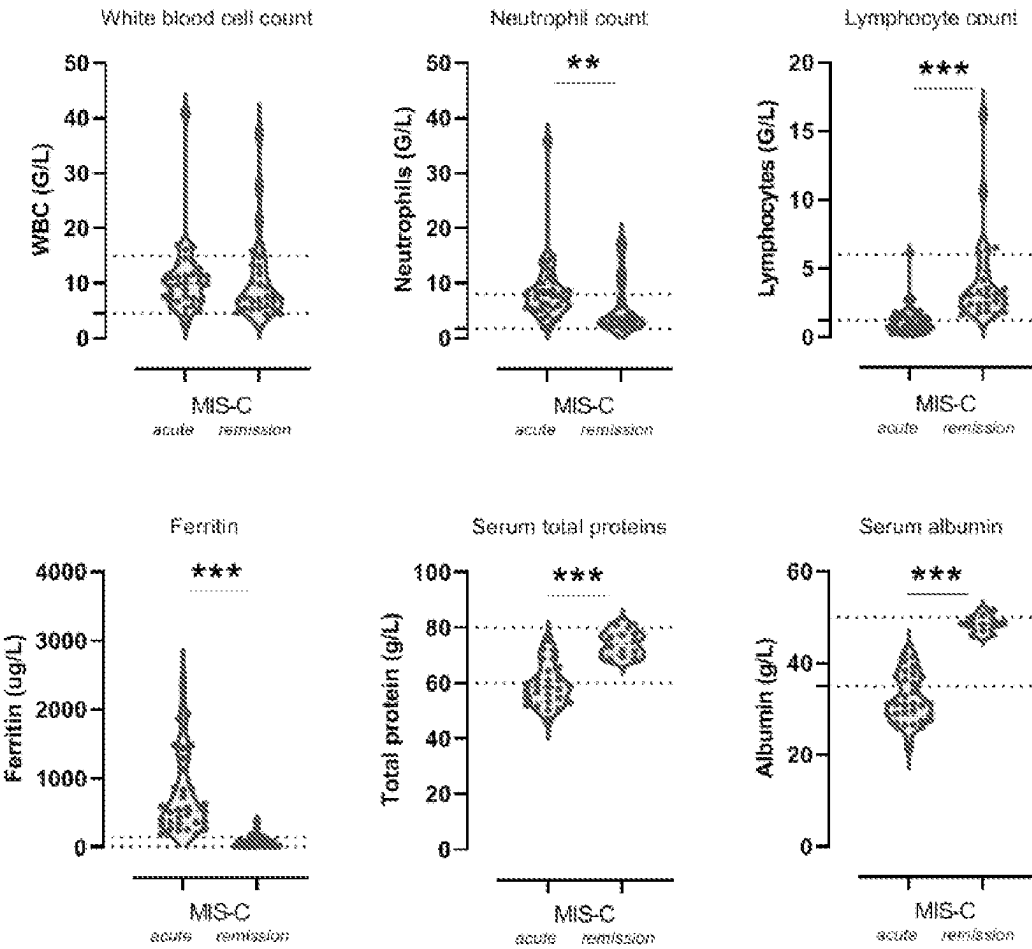 White blood cell count
WBC (G/L)
50
40
30
20
10
0
MIS-C
acute remission
Neutrophil count
**
Neutrophils (G/L)
50
40
30
20
10
0
MIS-C
acute remission
Lymphocyte count
***
Lymphocytes (G/L)
20
15
10
5
0
MIS-C
acute remission
Ferritin
***
Ferritin (ug/L)
4000
3000
2000
1000
0
MIS-C
acute remission
Serum total proteins
***
Total protein (g/L)
100
80
60
40
20
0
MIS-C
acute remission
Serum albumin
***
Albumin (g/L)
60
40
20
0
MIS-C
acute remission